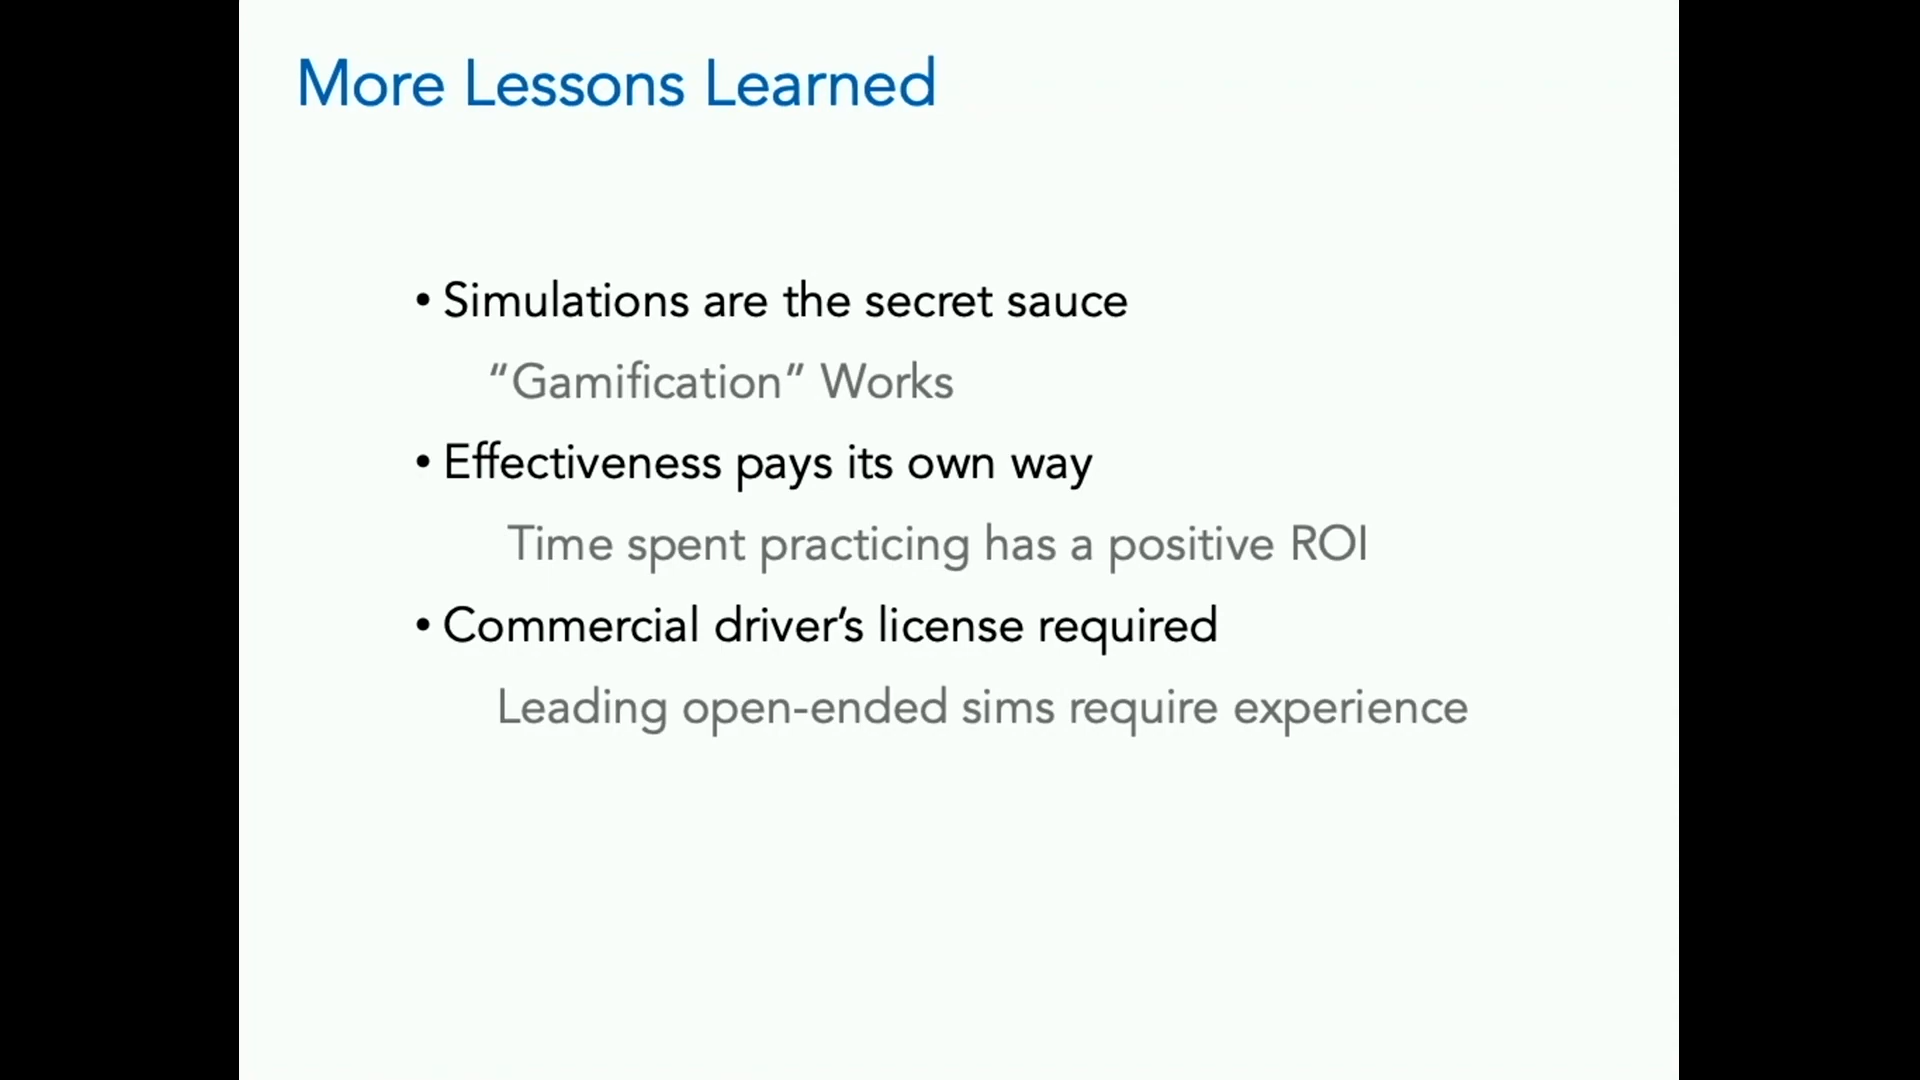 More Lessons Learned
• Simulations are the secret sauce
“Gamification” Works
• Effectiveness pays its own way
Time spent practicing has a positive ROI
• Commercial driver’s license required
Leading open-ended sims require experience